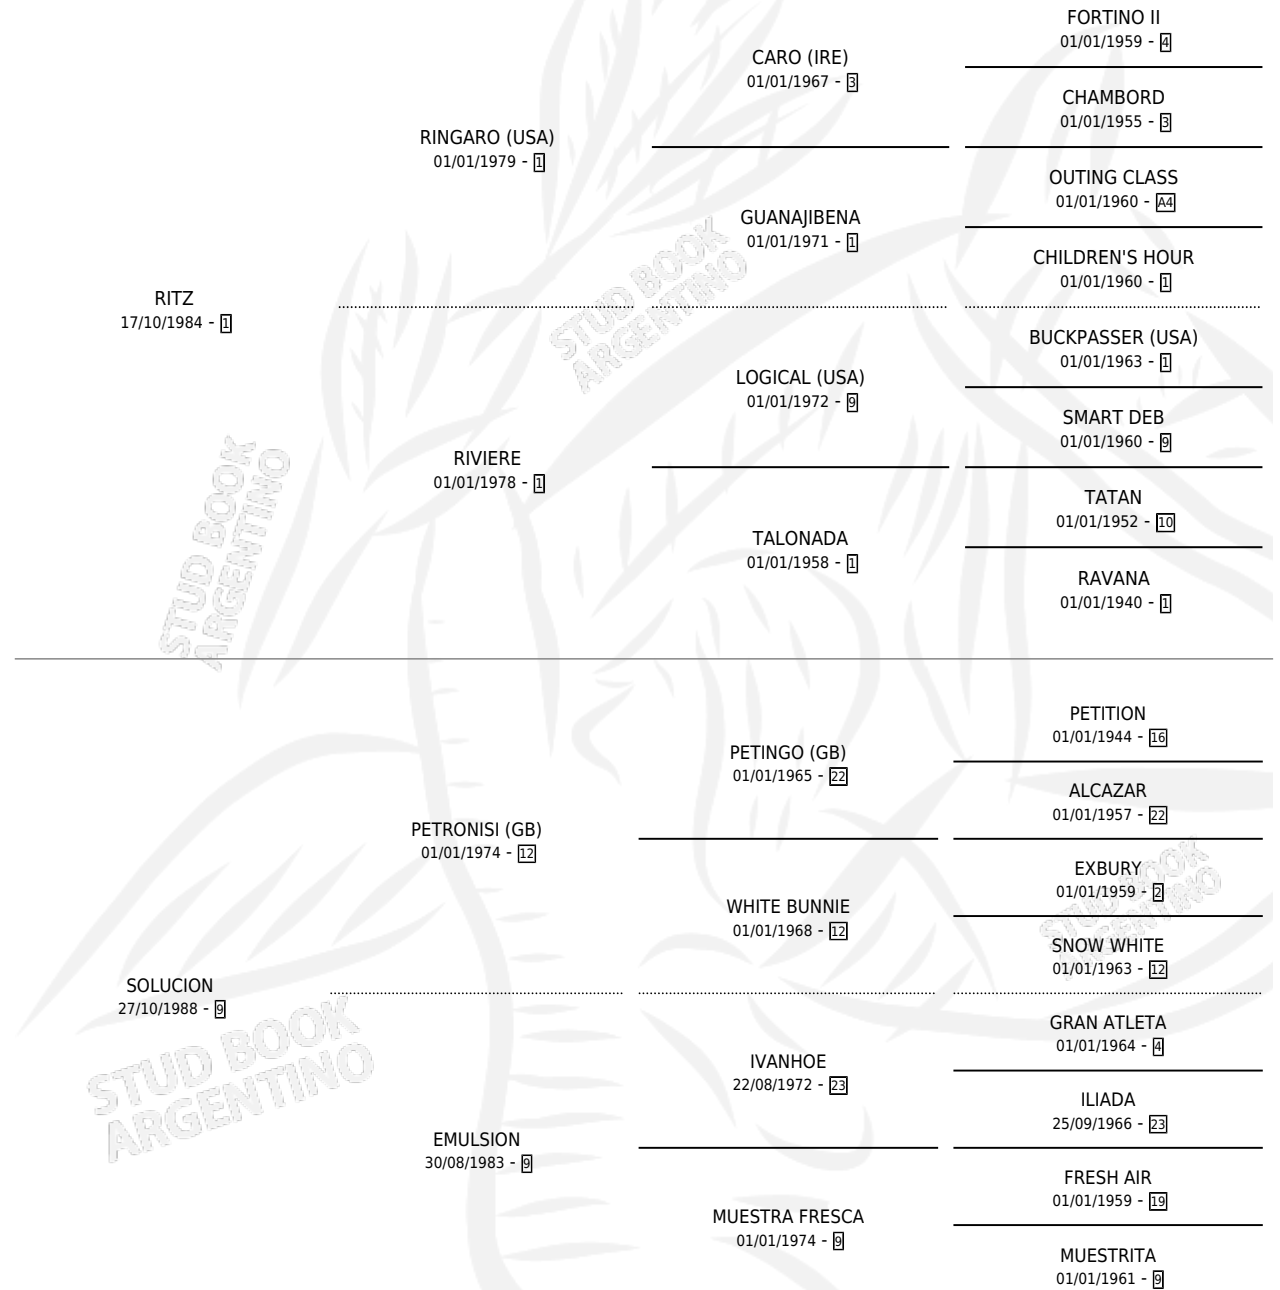 FORTINO II
01/01/1959 - 4
CARO (IRE)
01/01/1967 - 3
CHAMBORD
01/01/1955 - 3
RINGARO (USA)
01/01/1979 - 1
OUTING CLASS
01/01/1960 - A4
GUANAJIBENA
01/01/1971 - 1
CHILDREN'S HOUR
01/01/1960 - 1
RITZ
17/10/1984 - 1
BUCKPASSER (USA)
01/01/1963 - 1
LOGICAL (USA)
01/01/1972 - 9
SMART DEB
01/01/1960 - 9
RIVIERE
01/01/1978 - 1
TATAN
01/01/1952 - 10
TALONADA
01/01/1958 - 1
RAVANA
01/01/1940 - 1
PETITION
01/01/1944 - 16
PETINGO (GB)
01/01/1965 - 22
ALCAZAR
01/01/1957 - 22
PETRONISI (GB)
01/01/1974 - 12
EXBURY
01/01/1959 - 2
WHITE BUNNIE
01/01/1968 - 12
SNOW WHITE
01/01/1963 - 12
SOLUCION
27/10/1988 - 9
GRAN ATLETA
01/01/1964 - 4
IVANHOE
22/08/1972 - 23
ILIADA
25/09/1966 - 23
EMULSION
30/08/1983 - 9
FRESH AIR
01/01/1959 - 19
MUESTRA FRESCA
01/01/1974 - 9
MUESTRITA
01/01/1961 - 9
STUD BOOK
ARGENTINO
STUD BOOK
ARGENTINO
STUD BOOK
ARGENTINO
STUD BOOK
ARGENTINO